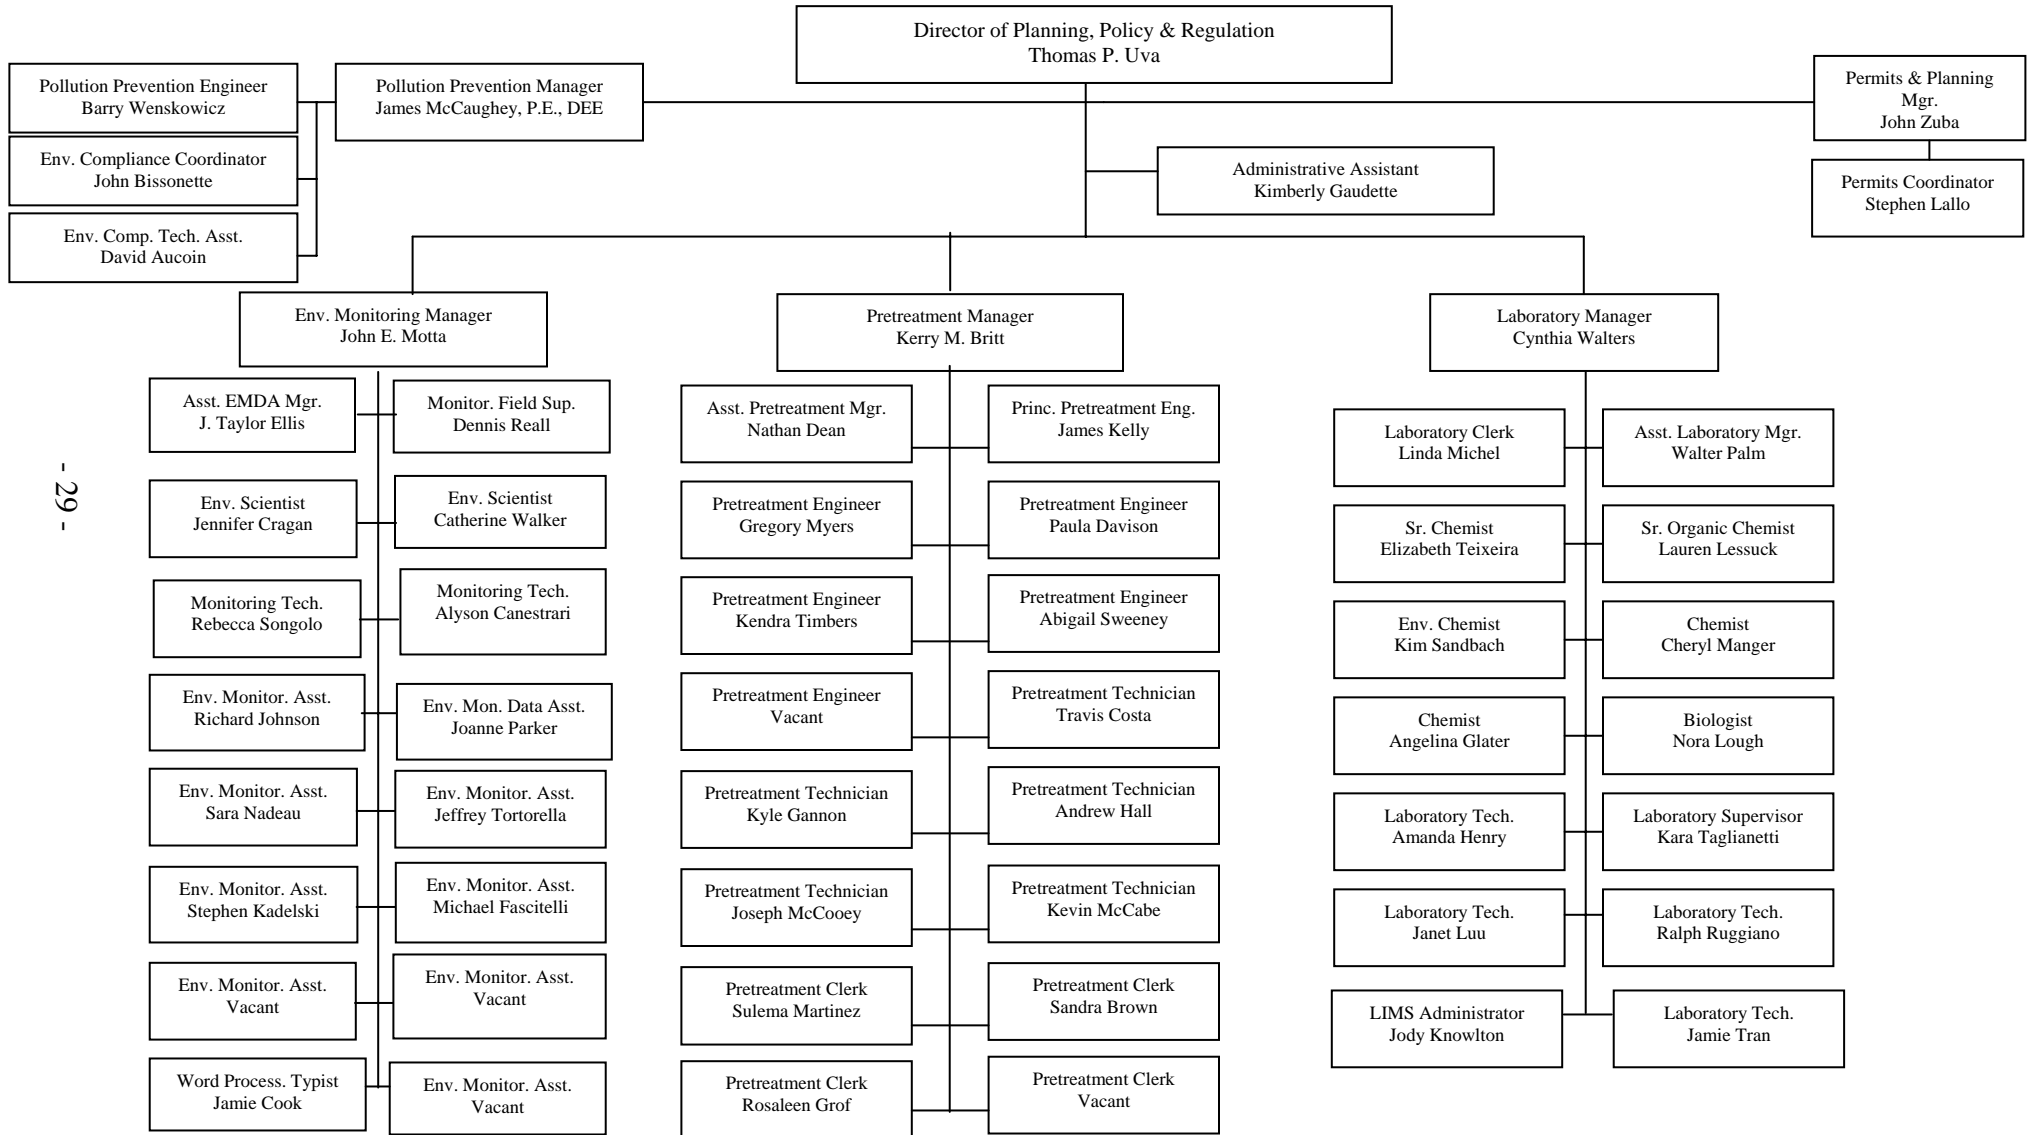 Director of Planning, Policy & Regulation
Thomas P. Uva
Pollution Prevention Engineer
Barry Wenskowicz
Pollution Prevention Manager
James McCaughey, P.E., DEE
Permits & Planning
Mgr.
John Zuba
Env. Compliance Coordinator
John Bissonette
Administrative Assistant
Kimberly Gaudette
Permits Coordinator
Stephen Lallo
Env. Comp. Tech. Asst.
David Aucoin
Env. Monitoring Manager
John E. Motta
Pretreatment Manager
Kerry M. Britt
Laboratory Manager
Cynthia Walters
Asst. EMDA Mgr.
J. Taylor Ellis
Monitor. Field Sup.
Dennis Reall
Env. Scientist
Jennifer Cragan
Env. Scientist
Catherine Walker
Monitoring Tech.
Rebecca Songolo
Monitoring Tech.
Alyson Canestrari
Env. Monitor. Asst.
Richard Johnson
Env. Mon. Data Asst.
Joanne Parker
Env. Monitor. Asst.
Sara Nadeau
Env. Monitor. Asst.
Jeffrey Tortorella
Env. Monitor. Asst.
Stephen Kadelski
Env. Monitor. Asst.
Michael Fascitelli
Env. Monitor. Asst.
Vacant
Env. Monitor. Asst.
Vacant
Word Process. Typist
Jamie Cook
Env. Monitor. Asst.
Vacant
Asst. Pretreatment Mgr.
Nathan Dean
Princ. Pretreatment Eng.
James Kelly
Pretreatment Engineer
Gregory Myers
Pretreatment Engineer
Paula Davison
Pretreatment Engineer
Kendra Timbers
Pretreatment Engineer
Abigail Sweeney
Pretreatment Engineer
Vacant
Pretreatment Technician
Travis Costa
Pretreatment Technician
Kyle Gannon
Pretreatment Technician
Andrew Hall
Pretreatment Technician
Joseph McCooey
Pretreatment Technician
Kevin McCabe
Pretreatment Clerk
Sulema Martinez
Pretreatment Clerk
Sandra Brown
Pretreatment Clerk
Rosaleen Grof
Pretreatment Clerk
Vacant
Laboratory Clerk
Linda Michel
Asst. Laboratory Mgr.
Walter Palm
Sr. Chemist
Elizabeth Teixeira
Sr. Organic Chemist
Lauren Lessuck
Env. Chemist
Kim Sandbach
Chemist
Cheryl Manger
Chemist
Angelina Glater
Biologist
Nora Lough
Laboratory Tech.
Amanda Henry
Laboratory Supervisor
Kara Taglianetti
Laboratory Tech.
Janet Luu
Laboratory Tech.
Ralph Ruggiano
LIMS Administrator
Jody Knowlton
Laboratory Tech.
Jamie Tran
- 29 -